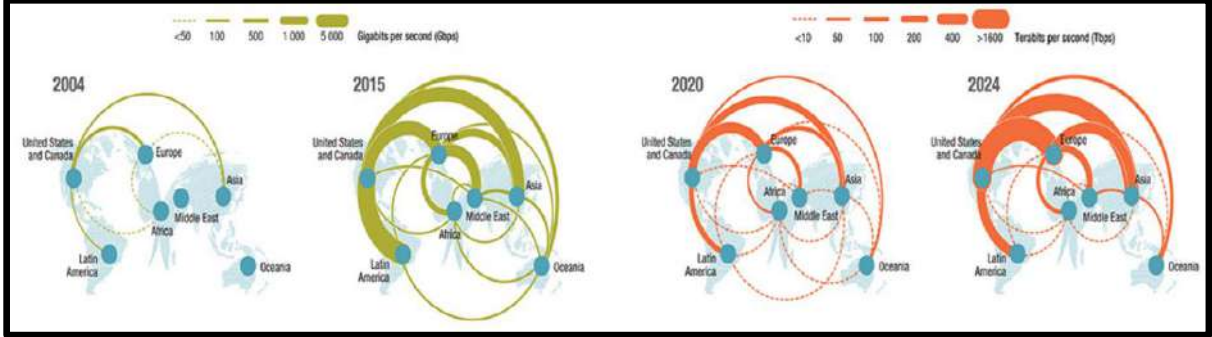 <50 100 500 1 000 5 000 Gigabits per second (Gbps)
<10 50 100 200 400 >1600 Terabits per second (Tbps)
2004
United States
and Canada
Europe
Asia
Middle East
Africa
Latin
America
Oceania
2015
United States
and Canada
Europe
Asia
Middle East
Africa
Latin
America
Oceania
2020
United States
and Canada
Europe
Asia
Africa
Middle East
Latin
America
Oceania
2024
United States
and Canada
Europe
Asia
Africa
Middle East
Latin
America
Oceania